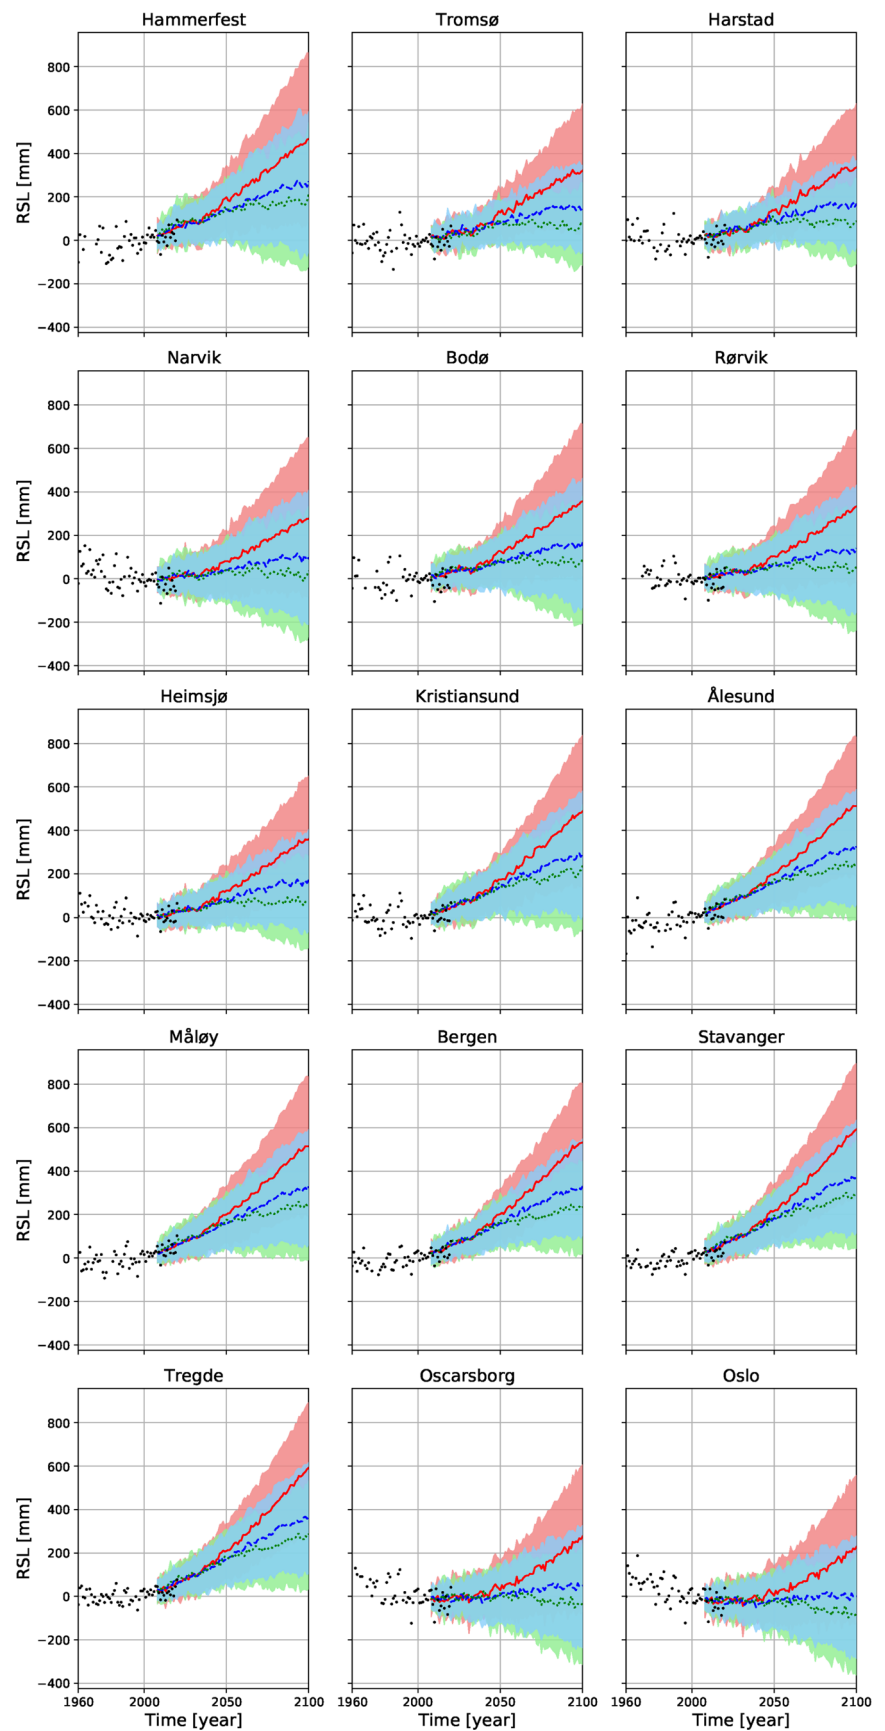 Hammerfest Tromsø Harstad
800
600
400
200
0
−200
−400
RSL [mm]
Narvik Bodø Rørvik
800
600
400
200
0
−200
−400
RSL [mm]
Heimsjø Kristiansund Ålesund
800
600
400
200
0
−200
−400
RSL [mm]
Måløy Bergen Stavanger
800
600
400
200
0
−200
−400
RSL [mm]
Tregde Oscarsborg Oslo
800
600
400
200
0
−200
−400
RSL [mm]
1960 2000 2050 2100 1960 2000 2050 2100 1960 2000 2050 2100
Time [year] Time [year] Time [year]